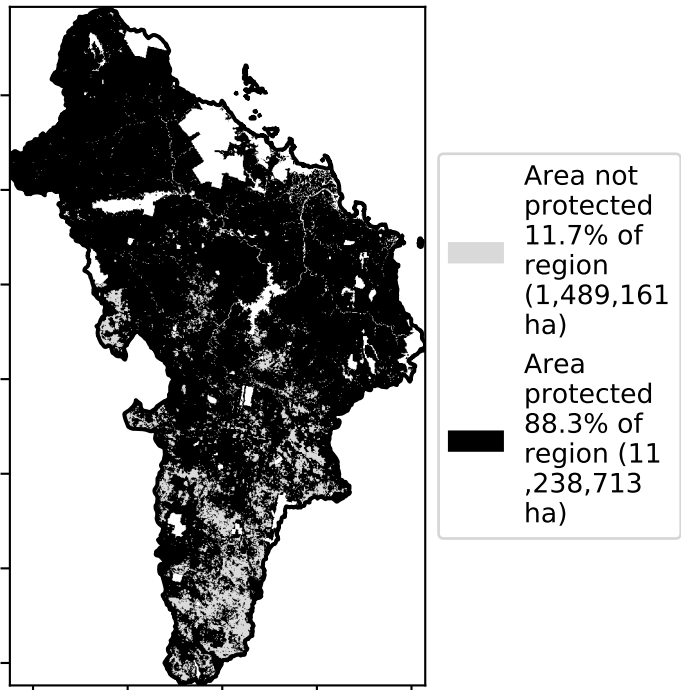 Area not
protected
11.7% of
region
(1,489,161
ha)
Area
protected
88.3% of
region (11
,238,713
ha)